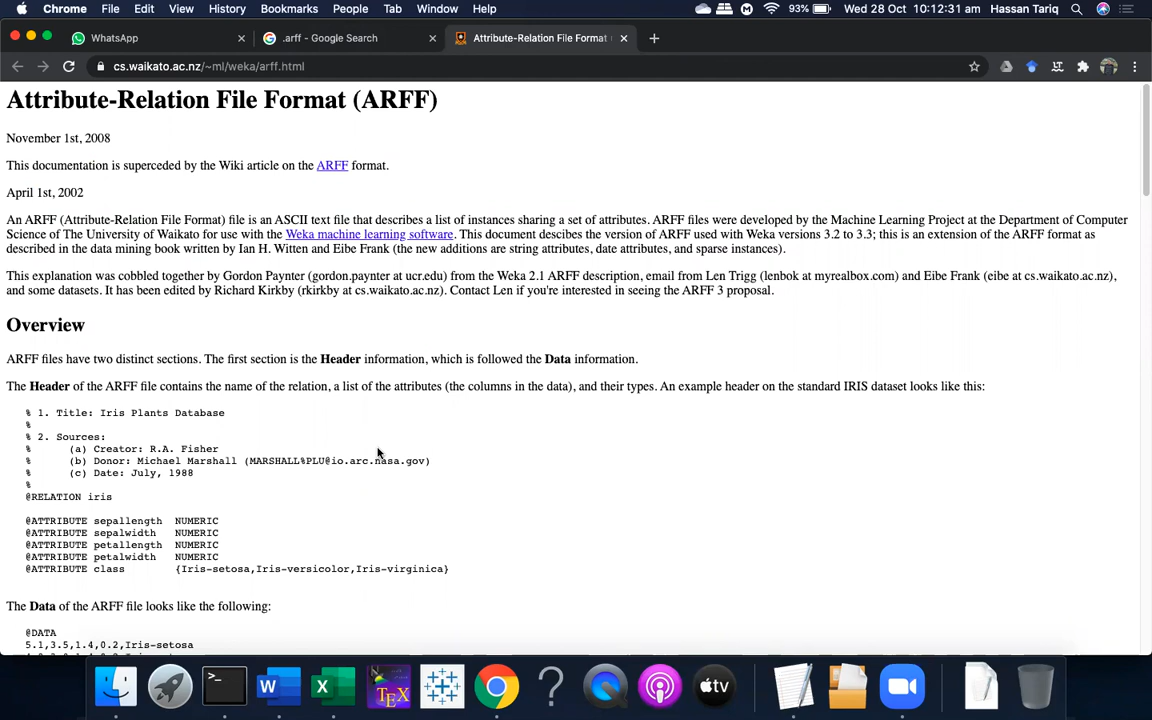 Chrome File Edit View History Bookmarks People Tab Window Help 93% Wed 28 Oct 10:12:31 am Hassan Tariq
WhatsApp .arff - Google Search Attribute-Relation File Format
cs.waikato.ac.nz/~ml/weka/arff.html
Attribute-Relation File Format (ARFF)
November 1st, 2008
This documentation is superceded by the Wiki article on the ARFF format.
April 1st, 2002
An ARFF (Attribute-Relation File Format) file is an ASCII text file that describes a list of instances sharing a set of attributes. ARFF files were developed by the Machine Learning Project at the Department of Computer
Science of The University of Waikato for use with the Weka machine learning software. This document descibes the version of ARFF used with Weka versions 3.2 to 3.3; this is an extension of the ARFF format as
described in the data mining book written by Ian H. Witten and Eibe Frank (the new additions are string attributes, date attributes, and sparse instances).
This explanation was cobbled together by Gordon Paynter (gordon.paynter at ucr.edu) from the Weka 2.1 ARFF description, email from Len Trigg (lenbok at myrealbox.com) and Eibe Frank (eibe at cs.waikato.ac.nz),
and some datasets. It has been edited by Richard Kirkby (rkirkby at cs.waikato.ac.nz). Contact Len if you're interested in seeing the ARFF 3 proposal.
Overview
ARFF files have two distinct sections. The first section is the Header information, which is followed the Data information.
The Header of the ARFF file contains the name of the relation, a list of the attributes (the columns in the data), and their types. An example header on the standard IRIS dataset looks like this:
% 1. Title: Iris Plants Database
%
% 2. Sources:
% (a) Creator: R.A. Fisher
% (b) Donor: Michael Marshall (MARSHALL%PLU@io.arc.nasa.gov)
% (c) Date: July, 1988
%
@RELATION iris
@ATTRIBUTE sepallength NUMERIC
@ATTRIBUTE sepalwidth NUMERIC
@ATTRIBUTE petallength NUMERIC
@ATTRIBUTE petalwidth NUMERIC
@ATTRIBUTE class {Iris-setosa,Iris-versicolor,Iris-virginica}
The Data of the ARFF file looks like the following:
@DATA
5.1,3.5,1.4,0.2,Iris-setosa
>_ W X TEX ? tv